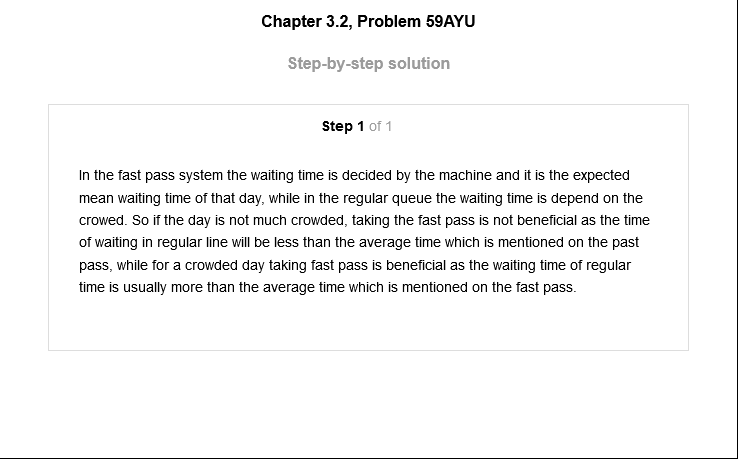 Chapter 3.2, Problem 59AYU
Step-by-step solution
Step 1 of 1
In the fast pass system the waiting time is decided by the machine and it is the expected
mean waiting time of that day, while in the regular queue the waiting time is depend on the
crowed. So if the day is not much crowded, taking the fast pass is not beneficial as the time
of waiting in regular line will be less than the average time which is mentioned on the past
pass, while for a crowded day taking fast pass is beneficial as the waiting time of regular
time is usually more than the average time which is mentioned on the fast pass.